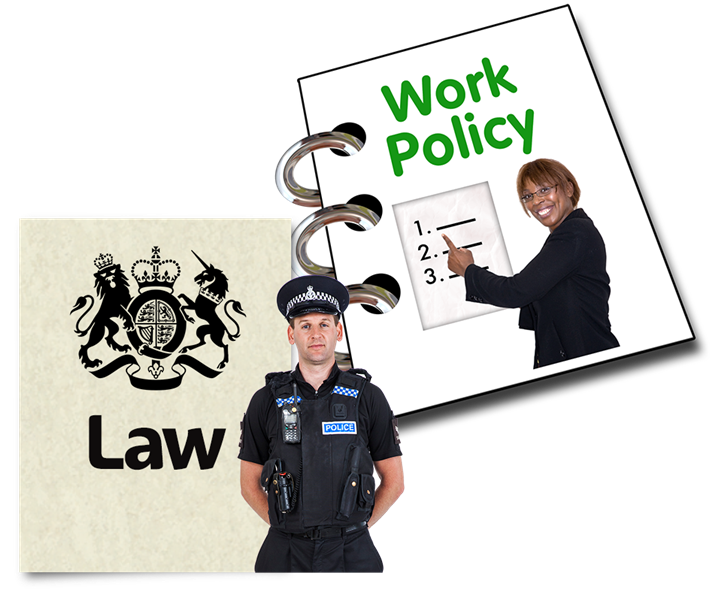 Work
Policy
1.
2.
3.
POLICE
Law